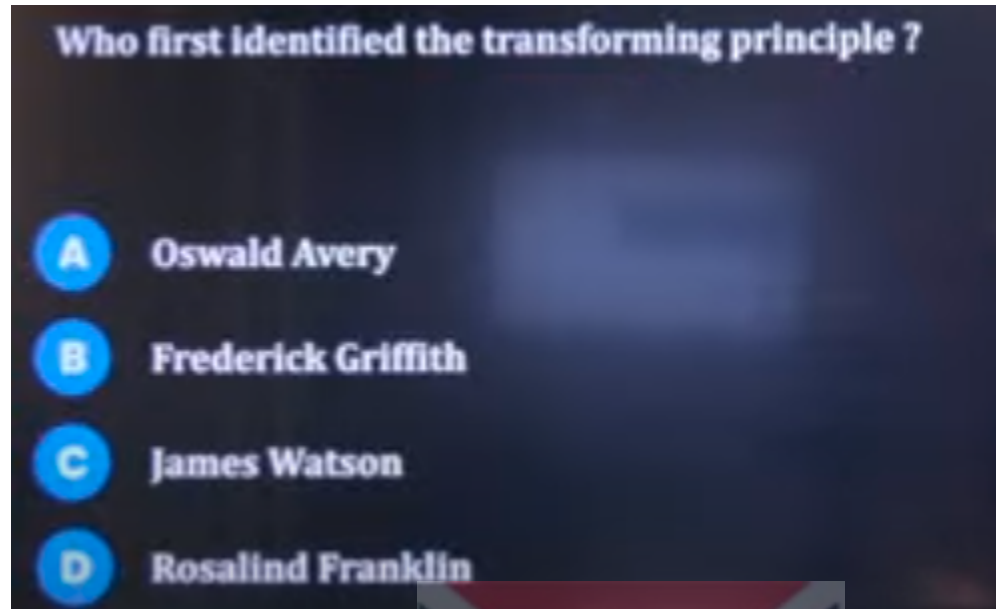 Who first identified the transforming principle ?
A Oswald Avery
B Frederick Griffith
C James Watson
D Rosalind Franklin